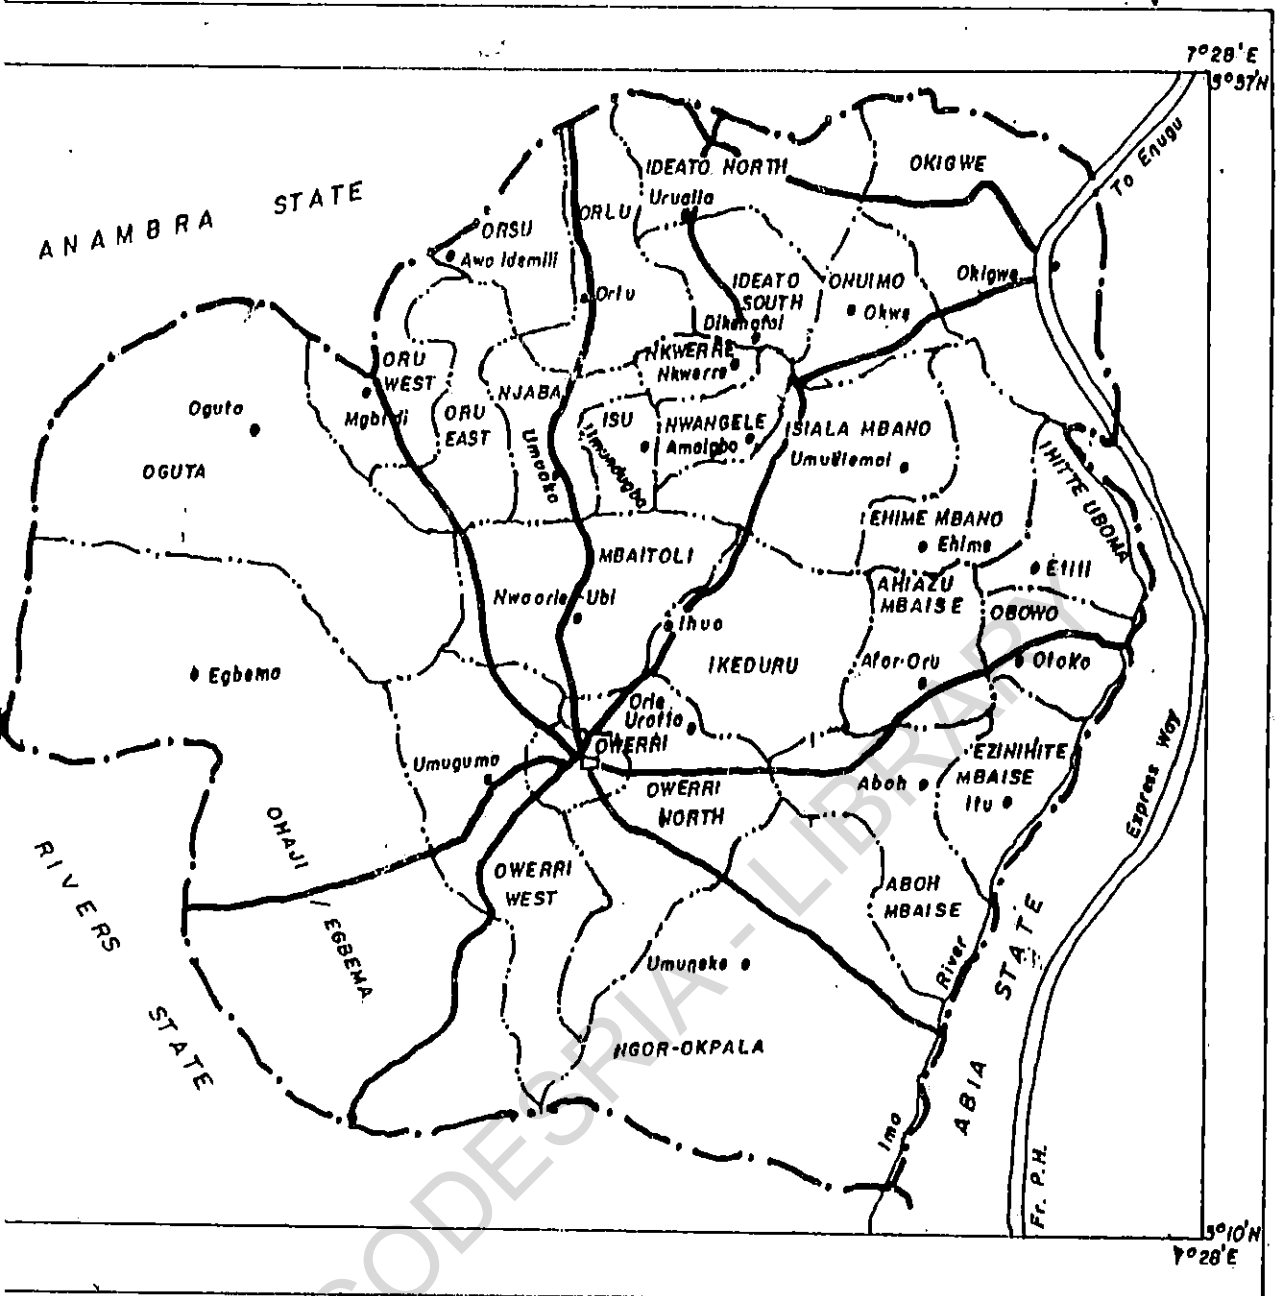 7°28'E
5°57'N
To Enugu
ANAMBRA STATE
IDEATO NORTH
Urualla
OKIGWE
ORLU
ORSU
Awo Idemili
Orlu
IDEATO
SOUTH
ONUIMO
Okigwe
Okwe
ORU
WEST
NKWERRE
Nkwerre
NJABA
Oguta
ORU
EAST
ISU
NWANGELE
Amaigbo
ISIALA MBANO
OGUTA
Umuaka
Umundugba
IHITTE UBOMA
EHIME MBANO
Ehime
MBAITOLI
Etiti
AHIAZU
MBAISE
OBOWO
Nwaorie-Ubi
Ihuo
Egbema
IKEDURU
Afor-Oru
Otoko
Orie
Uratta
OWERRI
Umuguma
OWERRI
NORTH
EZINIHITE
MBAISE
Itu
Aboh
Express Way
OHAJI / EGBEMA
OWERRI
WEST
ABOH
MBAISE
RIVERS STATE
Umuneke
NGOR-OKPALA
Imo River
ABIA STATE
Fr. P.H.
5°10'N
7°28'E
CODESRIA - LIBRARY